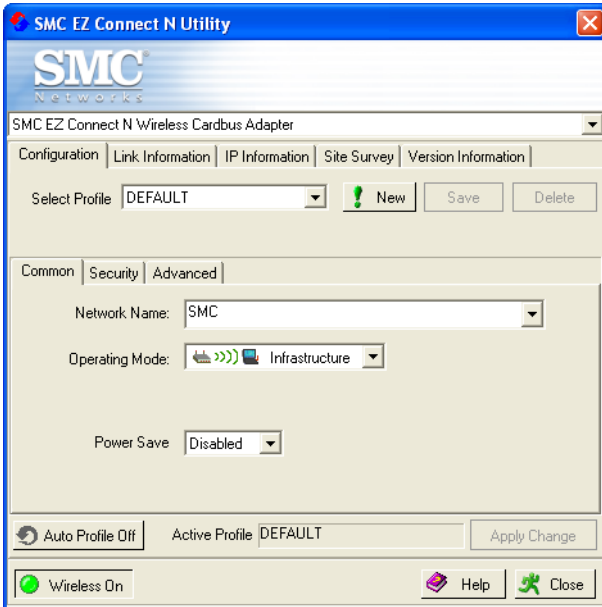 SMC EZ Connect N Utility
SMC
Networks
SMC EZ Connect N Wireless Cardbus Adapter
Configuration Link Information IP Information Site Survey Version Information
Select Profile DEFAULT New Save Delete
Common Security Advanced
Network Name: SMC
Operating Mode: Infrastructure
Power Save Disabled
Auto Profile Off Active Profile DEFAULT Apply Change
Wireless On Help Close